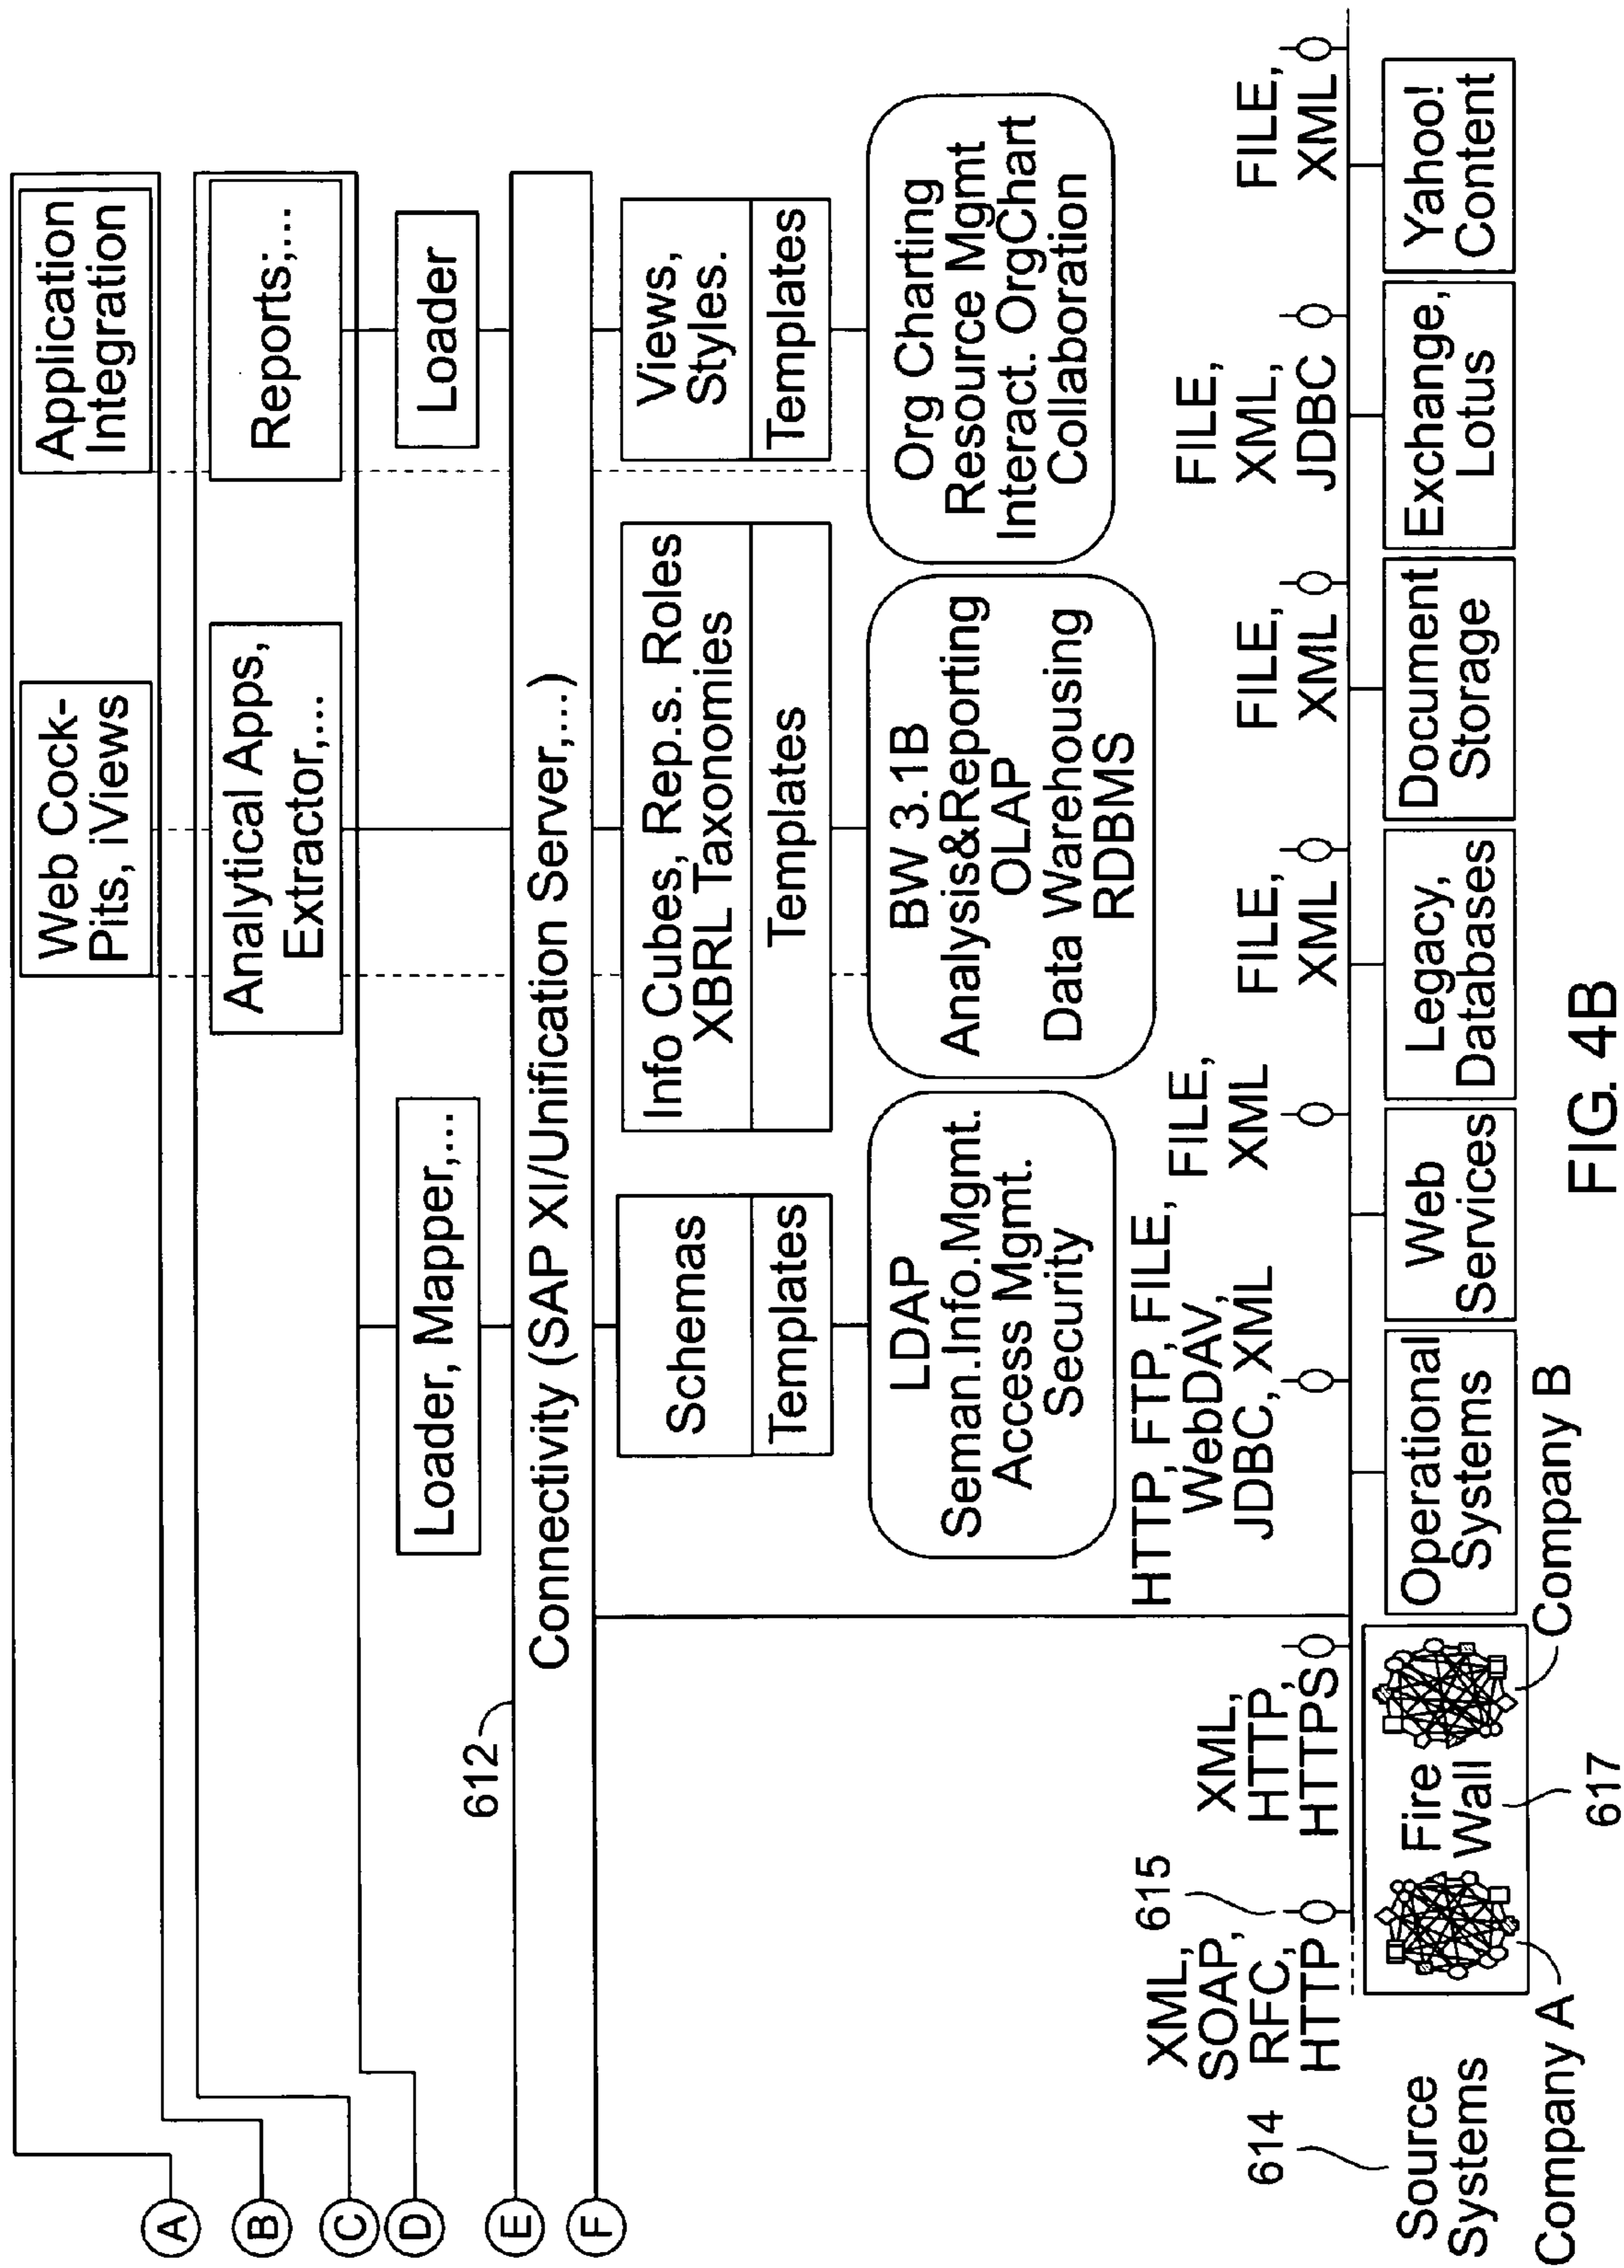 Web Cock-
Pits, iViews
Application
Integration
Analytical Apps,
Extractor,...
Reports;...
Loader, Mapper,...
Loader
612
Connectivity (SAP XI/Unification Server,...)
Schemas
Templates
Info Cubes, Rep.s. Roles
XBRL Taxonomies
Templates
Views,
Styles.
Templates
LDAP
Seman.Info.Mgmt.
Access Mgmt.
Security
BW 3.1B
Analysis&Reporting
OLAP
Data Warehousing
RDBMS
Org Charting
Resource Mgmt
Interact. OrgChart
Collaboration
A
B
C
D
E
F
614
XML,
SOAP,
RFC,
HTTP
615
XML,
HTTP,
HTTPS
HTTP, FTP, FILE,
WebDAV,
JDBC, XML
FILE,
XML
FILE,
XML
FILE,
XML
FILE,
XML,
JDBC
FILE,
XML
Source
Systems
Fire
Wall
Operational
Systems
Web
Services
Legacy,
Databases
Document
Storage
Exchange,
Lotus
Yahoo!
Content
Company A
617
Company B
FIG. 4B